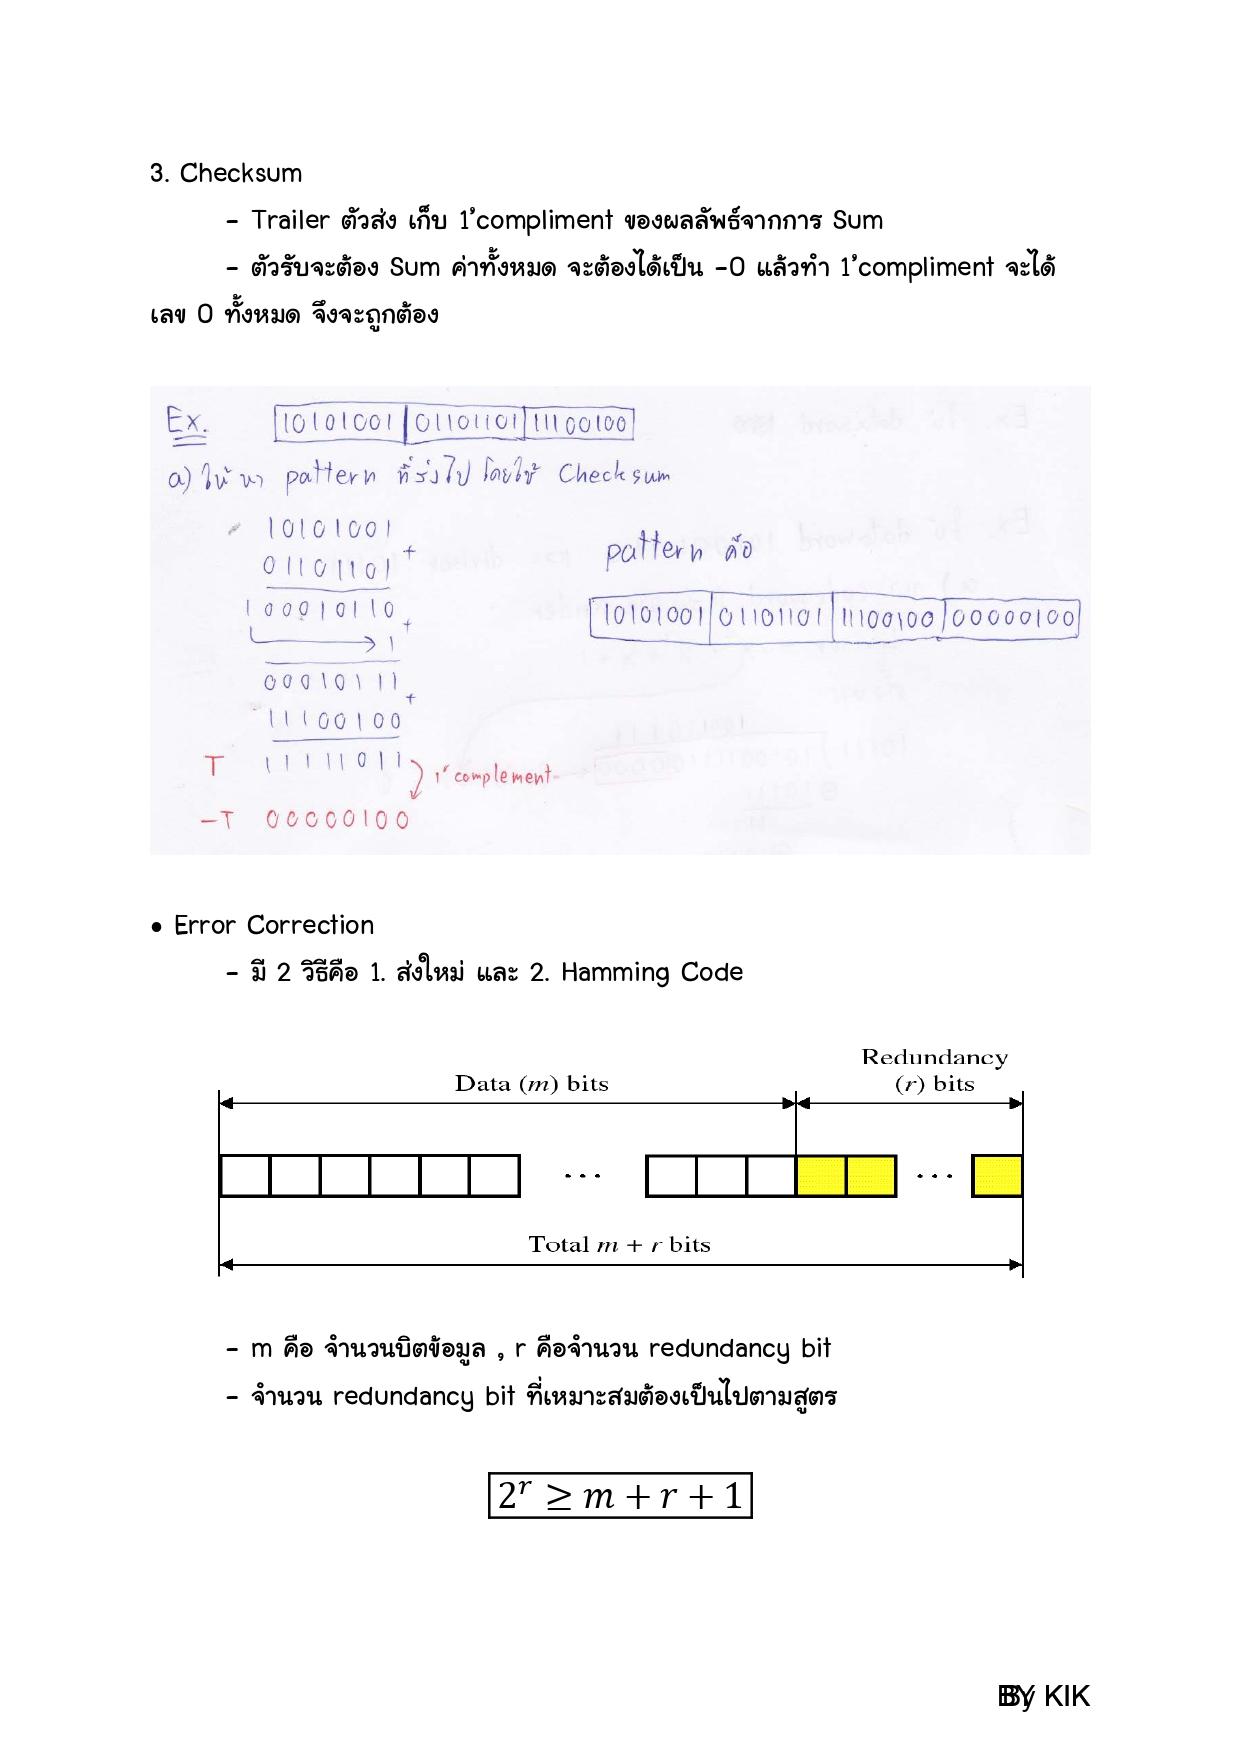 3. Checksum
- Trailer ตัวส่ง เก็บ 1'compliment ของผลลัพธ์จากการ Sum
- ตัวรับจะต้อง Sum ค่าทั้งหมด จะต้องได้เป็น -0 แล้วทำ 1'compliment จะได้
เลข 0 ทั้งหมด จึงจะถูกต้อง
Ex. 10101001 01101101 11100100
a) ให้ หา pattern ที่ส่งไป โดยใช้ Checksum
10101001
01101101 +
1 00010110 +
1
00010111 +
11100100
T 11111011
1' complement
-T 00000100
pattern คือ
10101001 01101101 11100100 00000100
• Error Correction
- มี 2 วิธีคือ 1. ส่งใหม่ และ 2. Hamming Code
Redundancy
Data (m) bits (r) bits
. . . . . .
Total m + r bits
- m คือ จำนวนบิตข้อมูล , r คือจำนวน redundancy bit
- จำนวน redundancy bit ที่เหมาะสมต้องเป็นไปตามสูตร
2^r ≥ m + r + 1
BY KIK